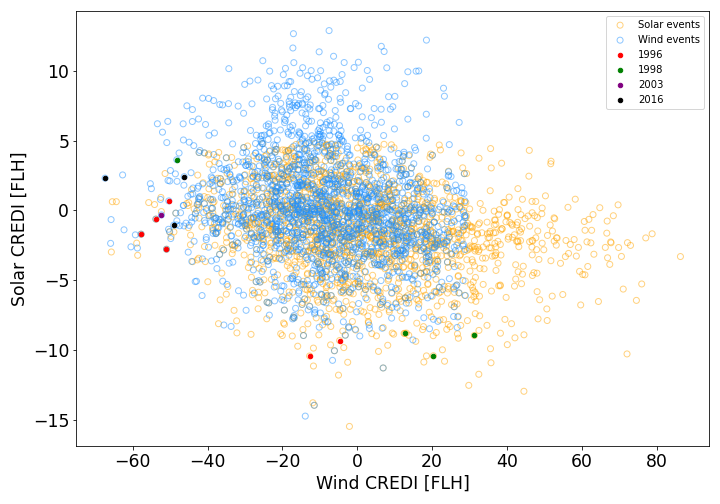 Solar events
Wind events
1996
1998
2003
2016
10
5
0
−5
−10
−15
Solar CREDI [FLH]
−60 −40 −20 0 20 40 60 80
Wind CREDI [FLH]